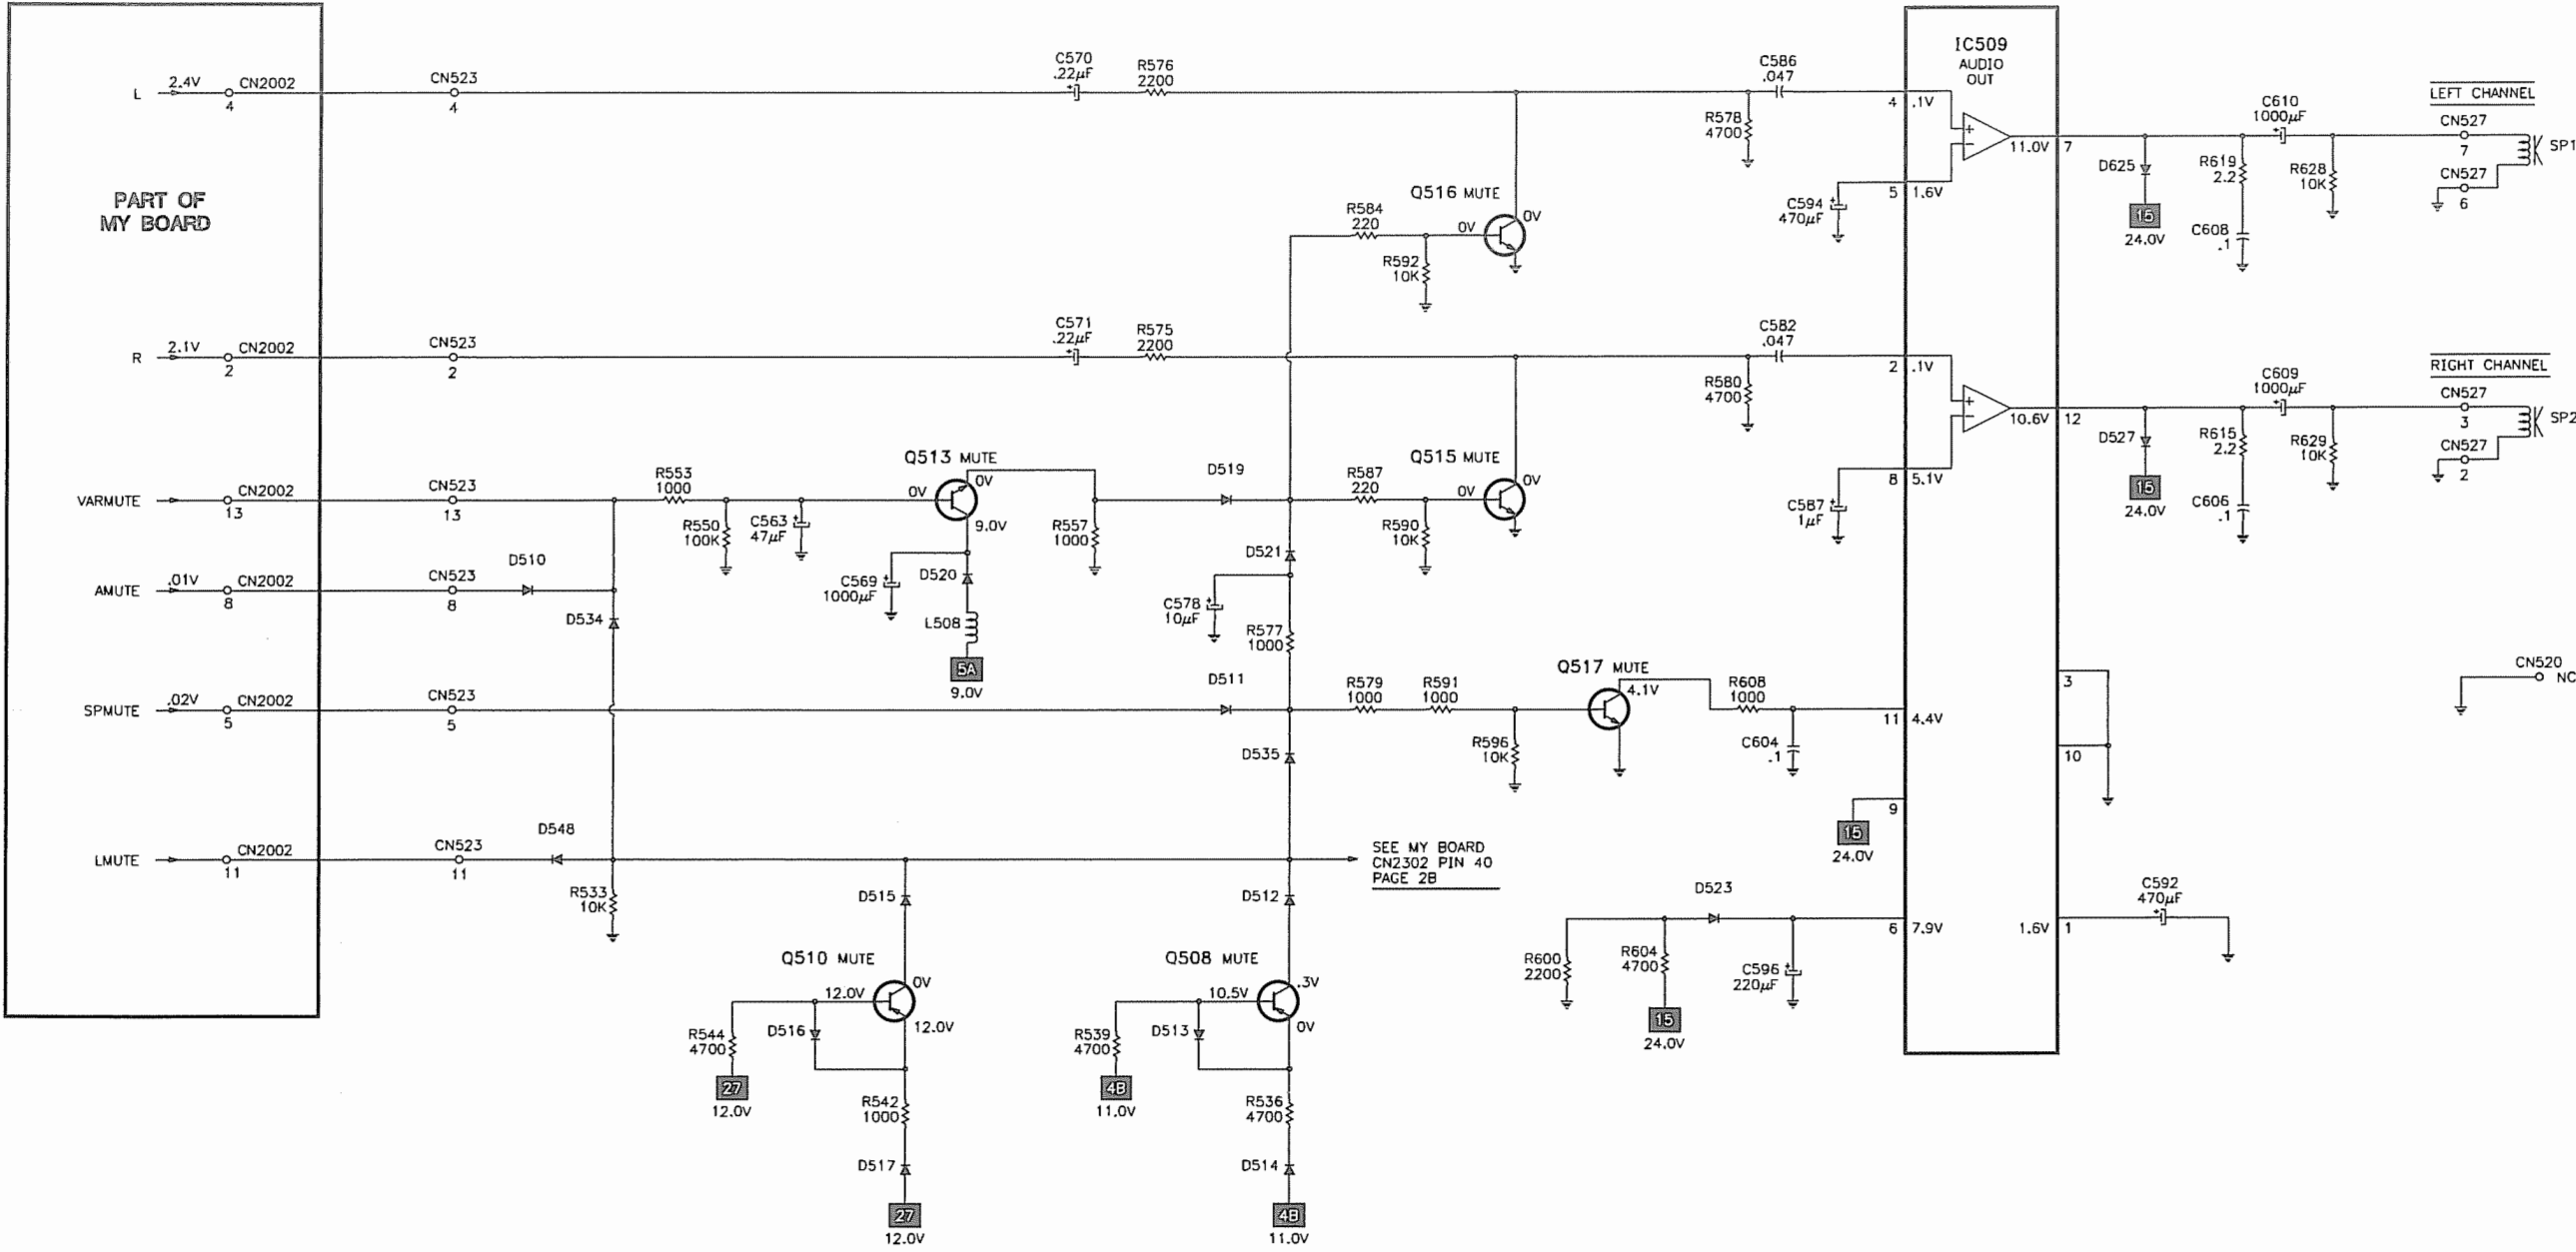 PART OF
MY BOARD
L
2.4V
CN2002
4
CN523
4
C570
.22µF
R576
2200
C586
.047
R578
4700
IC509
AUDIO
OUT
4
.1V
5
1.6V
C594
470µF
11.0V
7
D625
15
24.0V
R619
2.2
C608
.1
C610
1000µF
R628
10K
LEFT CHANNEL
CN527
7
CN527
6
SP1
Q516 MUTE
R584
220
R592
10K
0V
0V
R
2.1V
CN2002
2
CN523
2
C571
.22µF
R575
2200
C582
.047
R580
4700
2
.1V
8
5.1V
C587
1µF
10.6V
12
D527
15
24.0V
R615
2.2
C606
.1
C609
1000µF
R629
10K
RIGHT CHANNEL
CN527
3
CN527
2
SP2
VARMUTE
CN2002
13
CN523
13
R553
1000
R550
100K
C563
47µF
Q513 MUTE
0V
0V
9.0V
C569
1000µF
D520
L508
5A
9.0V
R557
1000
D519
R587
220
R590
10K
Q515 MUTE
0V
0V
D521
C578
10µF
R577
1000
AMUTE
.01V
CN2002
8
CN523
8
D510
D534
SPMUTE
.02V
CN2002
5
CN523
5
D511
R579
1000
R591
1000
R596
10K
Q517 MUTE
4.1V
R608
1000
C604
.1
11
4.4V
3
10
CN520
NC
D535
9
15
24.0V
LMUTE
CN2002
11
CN523
11
D548
R533
10K
SEE MY BOARD
CN2302 PIN 40
PAGE 2B
D515
D512
Q510 MUTE
12.0V
0V
12.0V
R544
4700
D516
27
12.0V
R542
1000
D517
27
12.0V
Q508 MUTE
10.5V
.3V
0V
R539
4700
D513
4B
11.0V
R536
4700
D514
4B
11.0V
D523
R600
2200
R604
4700
15
24.0V
C596
220µF
6
7.9V
1.6V
1
C592
470µF